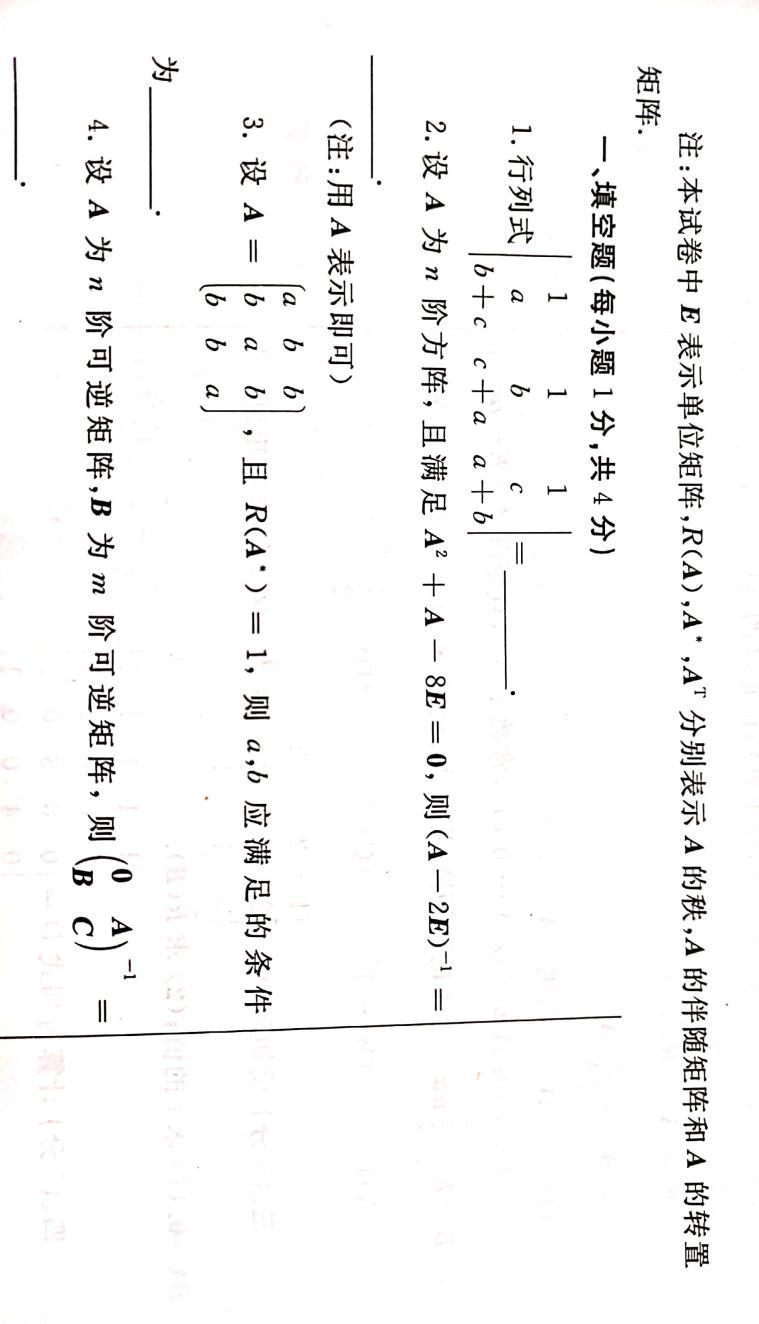 注:本试卷中 E 表示单位矩阵,R(A),A*,Aᵀ 分别表示 A 的秩,A 的伴随矩阵和 A 的转置
矩阵.
一、填空题(每小题 1 分,共 4 分)
1. 行列式 | 1 1 1 |
| a b c | = ______.
| b+c c+a a+b |
2. 设 A 为 n 阶方阵, 且满足 A² + A − 8E = 0, 则 (A − 2E)⁻¹ =
______.
(注:用 A 表示即可)
3. 设 A = ( a b b )
( b a b ) , 且 R(A*) = 1, 则 a,b 应满足的条件
( b b a )
为______.
4. 设 A 为 n 阶可逆矩阵,B 为 m 阶可逆矩阵, 则 ( 0 A )⁻¹ =
( B C )
______.